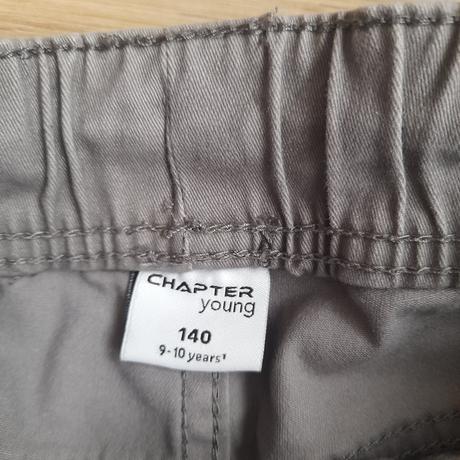 CHAPTER
young
140
9-10 years¹